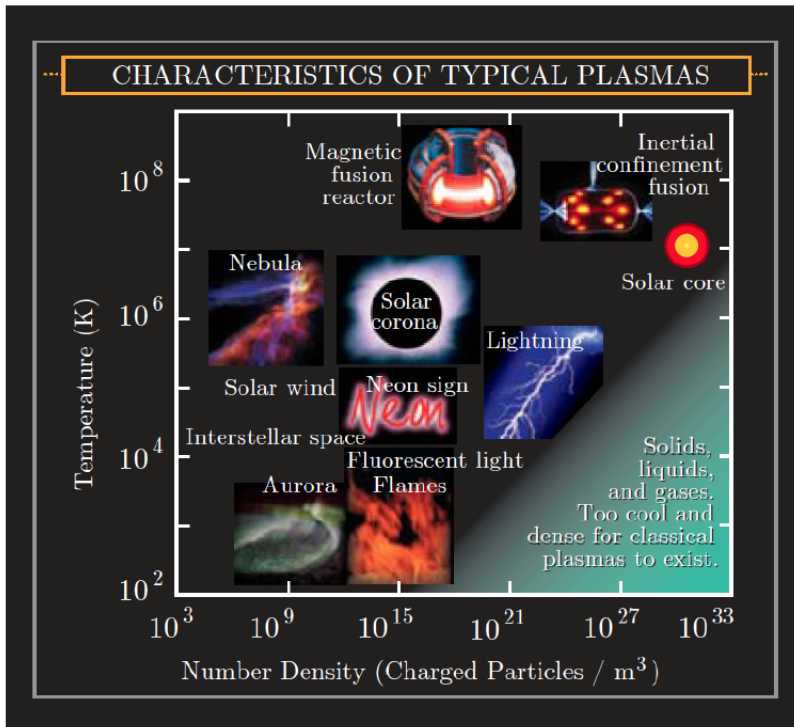 CHARACTERISTICS OF TYPICAL PLASMAS
Magnetic
fusion
reactor
Inertial
confinement
fusion
10^8
Nebula
Solar
corona
Solar core
10^6
Lightning
Solar wind
Neon sign
Neon
Interstellar space
10^4
Fluorescent light
Aurora
Flames
Solids,
liquids,
and gases.
Too cool and
dense for classical
plasmas to exist.
10^2
Temperature (K)
10^3 10^9 10^15 10^21 10^27 10^33
Number Density (Charged Particles / m^3)